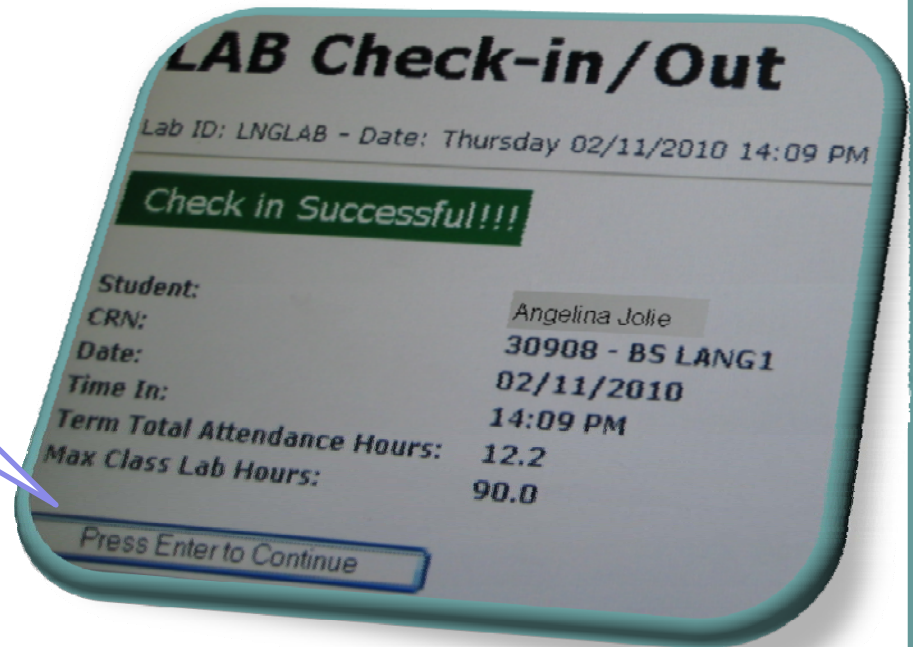 LAB Check-in/Out
Lab ID: LNGLAB - Date: Thursday 02/11/2010 14:09 PM
Check in Successful!!!
Student: Angelina Jolie
CRN: 30908 - BS LANG1
Date: 02/11/2010
Time In: 14:09 PM
Term Total Attendance Hours: 12.2
Max Class Lab Hours: 90.0
Press Enter to Continue